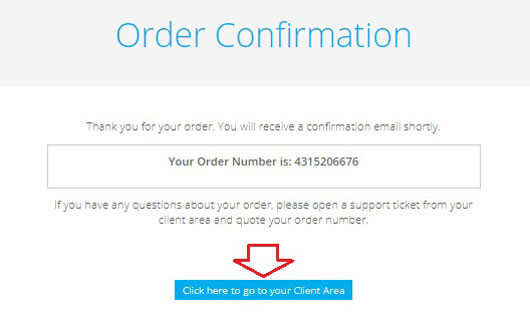 Order Confirmation
Thank you for your order. You will receive a confirmation email shortly.
Your Order Number is: 4315206676
If you have any questions about your order, please open a support ticket from your
client area and quote your order number.
Click here to go to your Client Area